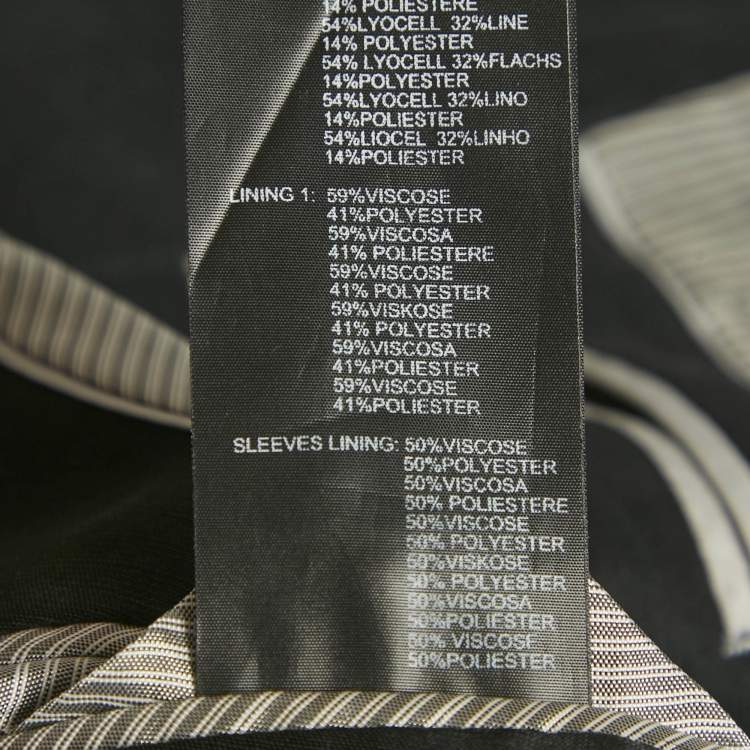 14% POLIESTERE
54%LYOCELL 32%LINE
14% POLYESTER
54% LYOCELL 32%FLACHS
14%POLYESTER
54%LYOCELL 32%LINO
14%POLIESTER
54%LIOCEL 32%LINHO
14%POLIESTER
LINING 1: 59%VISCOSE
41%POLYESTER
59%VISCOSA
41% POLIESTERE
59%VISCOSE
41% POLYESTER
59%VISKOSE
41% POLYESTER
59%VISCOSA
41%POLIESTER
59%VISCOSE
41%POLIESTER
SLEEVES LINING: 50%VISCOSE
50%POLYESTER
50%VISCOSA
50% POLIESTERE
50%VISCOSE
50% POLYESTER
50%VISKOSE
50% POLYESTER
50%VISCOSA
50%POLIESTER
50% VISCOSE
50%POLIESTER